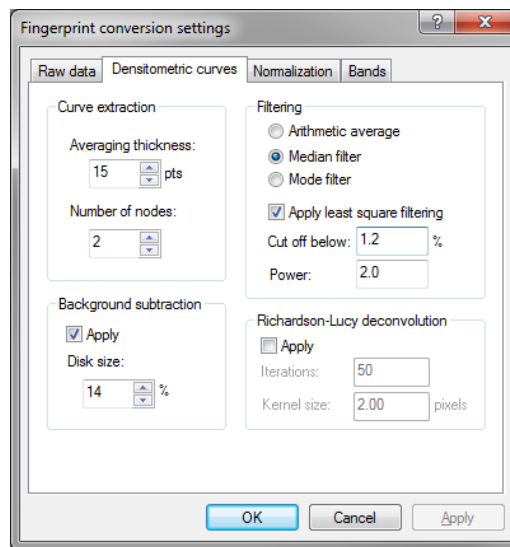 Fingerprint conversion settings
?
Raw data Densitometric curves Normalization Bands
Curve extraction
Averaging thickness:
15 pts
Number of nodes:
2
Filtering
Arithmetic average
Median filter
Mode filter
Apply least square filtering
Cut off below: 1.2 %
Power: 2.0
Background subtraction
Apply
Disk size:
14 %
Richardson-Lucy deconvolution
Apply
Iterations: 50
Kernel size: 2.00 pixels
OK Cancel Apply